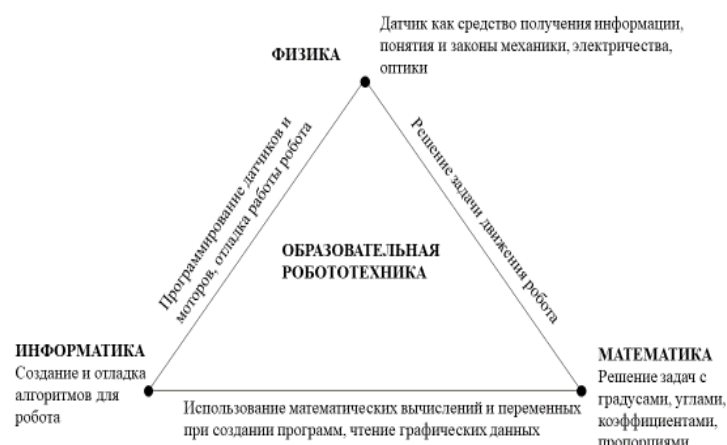 Датчик как средство получения информации,
понятия и законы механики, электричества,
оптики
ФИЗИКА
Программирование датчиков и
моторов, отладка работы робота
Решение задачи движения робота
ОБРАЗОВАТЕЛЬНАЯ
РОБОТОТЕХНИКА
ИНФОРМАТИКА
Создание и отладка
алгоритмов для
робота
МАТЕМАТИКА
Решение задач с
градусами, углами,
коэффициентами,
пропорциями
Использование математических вычислений и переменных
при создании программ, чтение графических данных